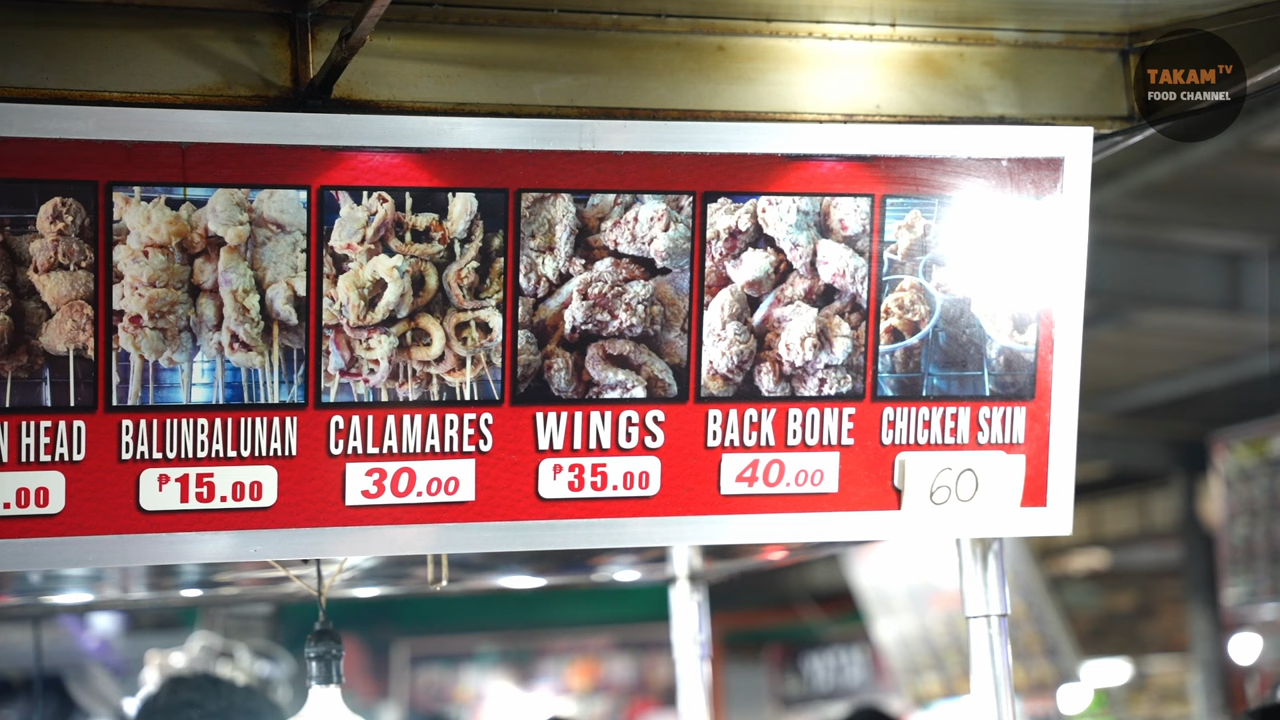 TAKAM TV
FOOD CHANNEL
N HEAD
BALUNBALUNAN
CALAMARES
WINGS
BACK BONE
CHICKEN SKIN
.00
₱15.00
30.00
₱35.00
40.00
60